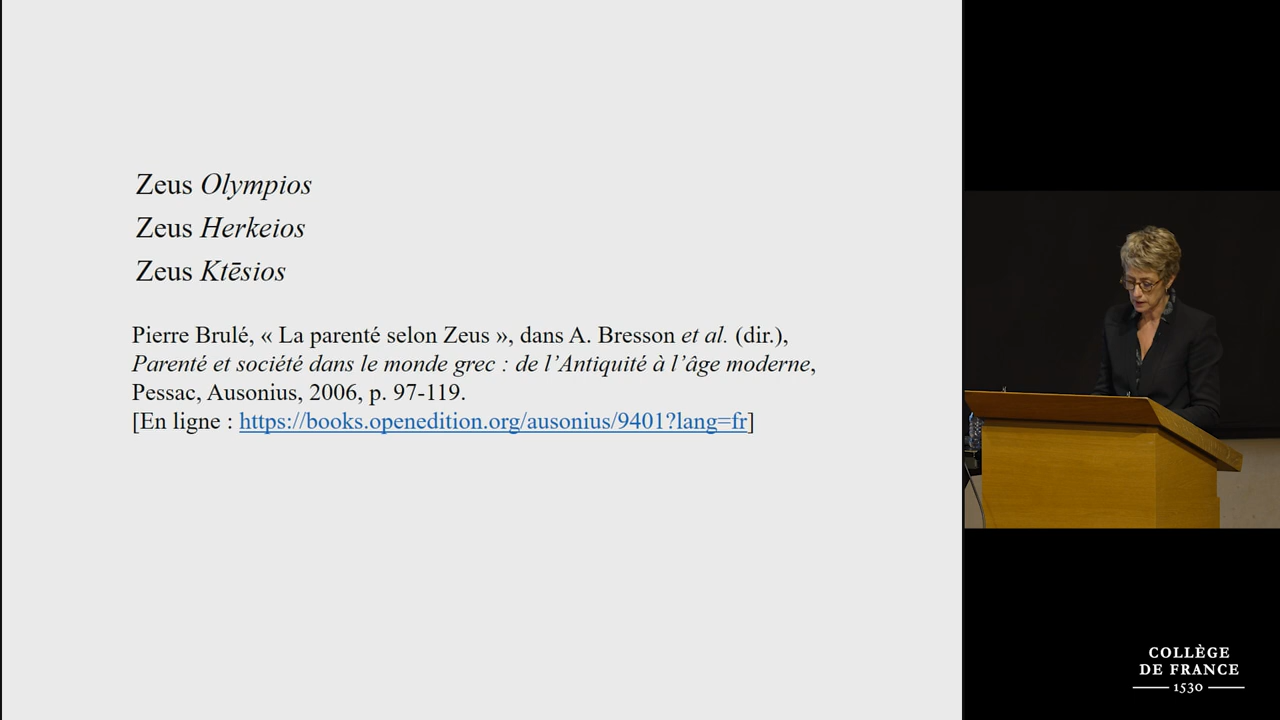 Zeus Olympios
Zeus Herkeios
Zeus Ktēsios
Pierre Brulé, « La parenté selon Zeus », dans A. Bresson et al. (dir.),
Parenté et société dans le monde grec : de l’Antiquité à l’âge moderne,
Pessac, Ausonius, 2006, p. 97-119.
[En ligne : https://books.openedition.org/ausonius/9401?lang=fr]
COLLÈGE
DE FRANCE
1530